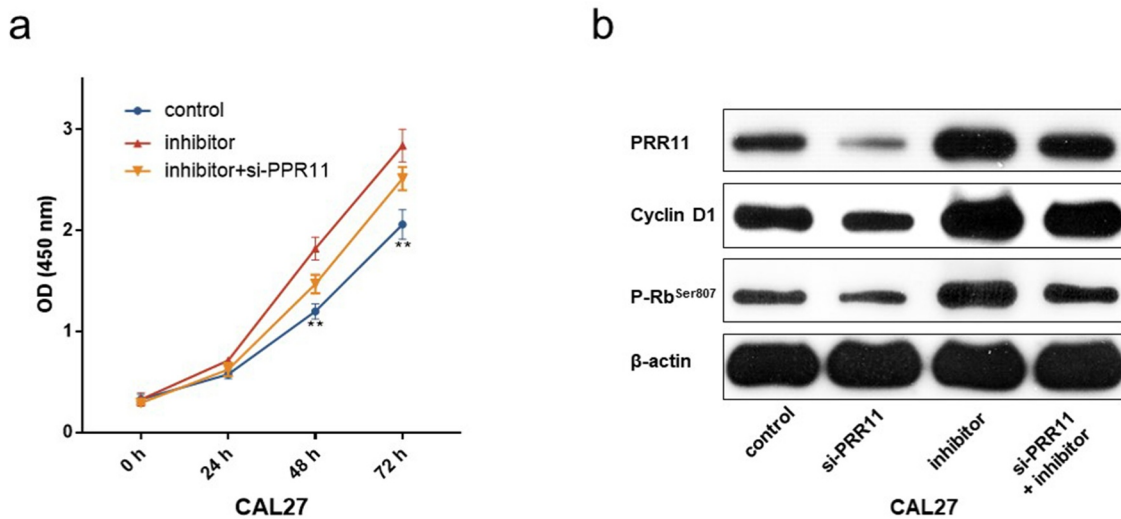 a
control
inhibitor
inhibitor+si-PPR11
OD (450 nm)
3
2
1
0
**
**
0 h
24 h
48 h
72 h
CAL27
b
PRR11
Cyclin D1
P-RbSer807
β-actin
control
si-PRR11
inhibitor
si-PRR11
+ inhibitor
CAL27